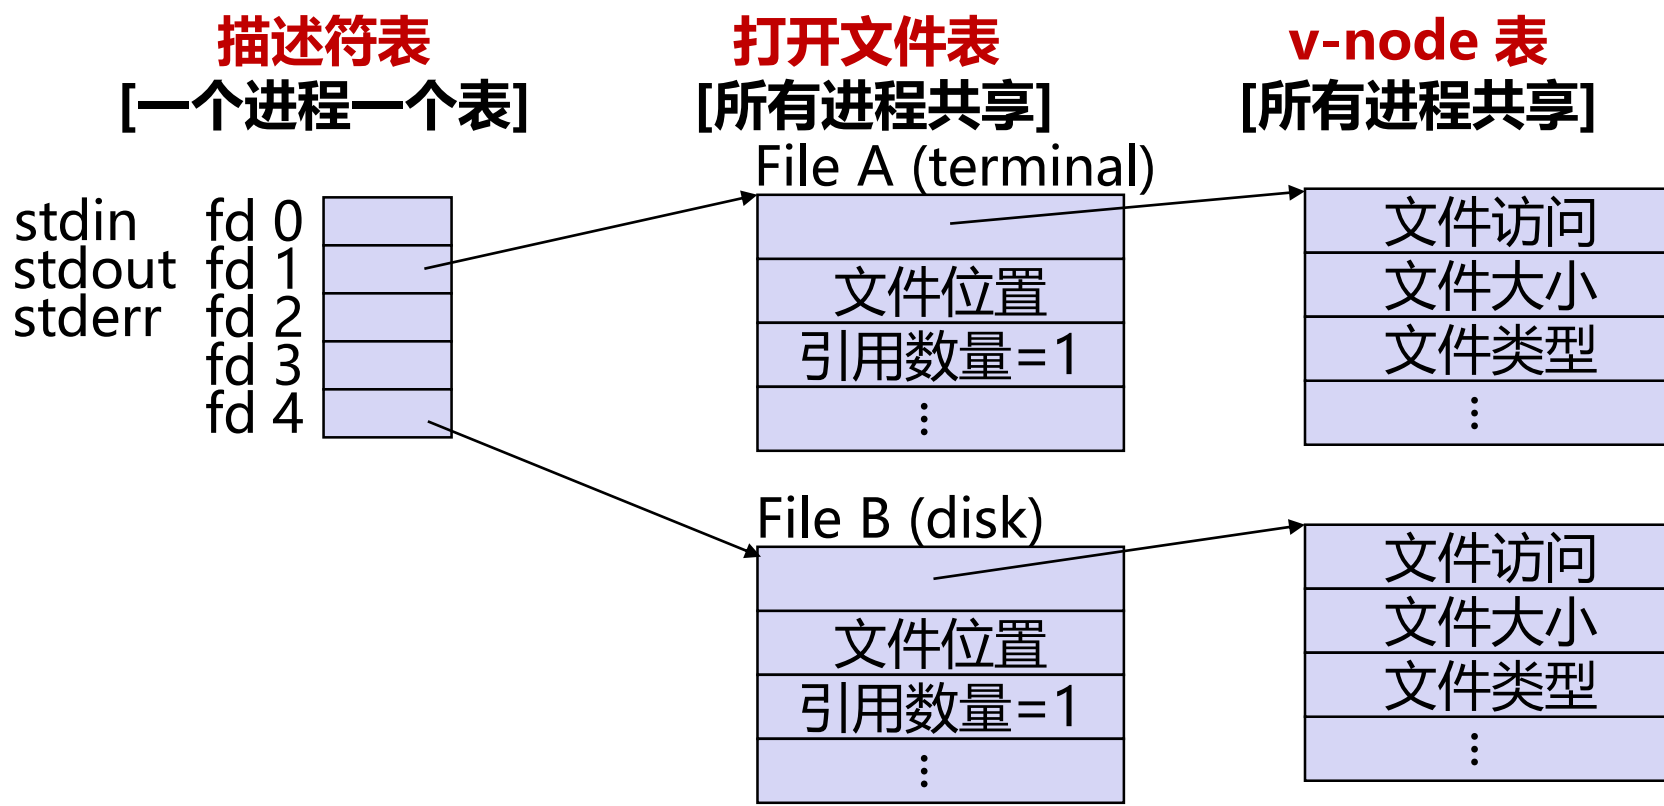 描述符表
[一个进程一个表]
打开文件表
[所有进程共享]
v-node 表
[所有进程共享]
stdin fd 0
stdout fd 1
stderr fd 2
fd 3
fd 4
File A (terminal)
文件位置
引用数量=1
⋮
文件访问
文件大小
文件类型
⋮
File B (disk)
文件位置
引用数量=1
⋮
文件访问
文件大小
文件类型
⋮